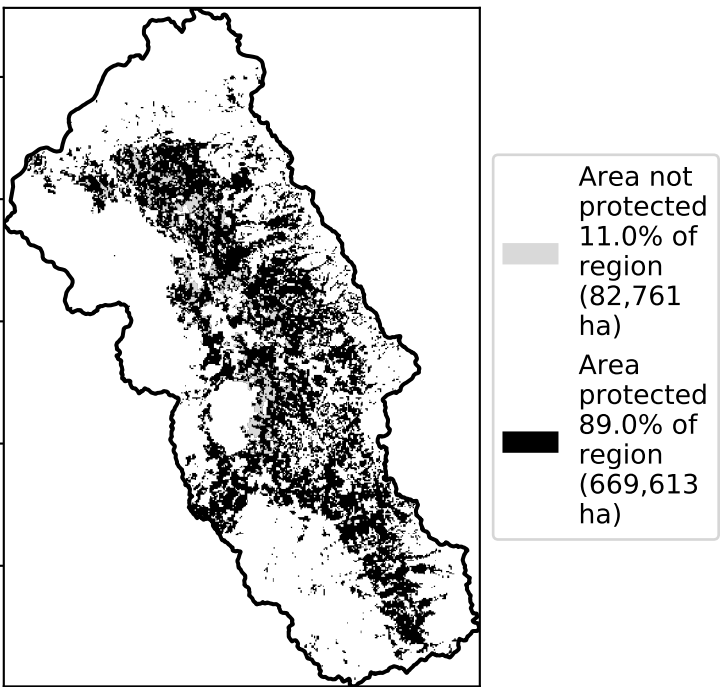 Area not
protected
11.0% of
region
(82,761
ha)
Area
protected
89.0% of
region
(669,613
ha)